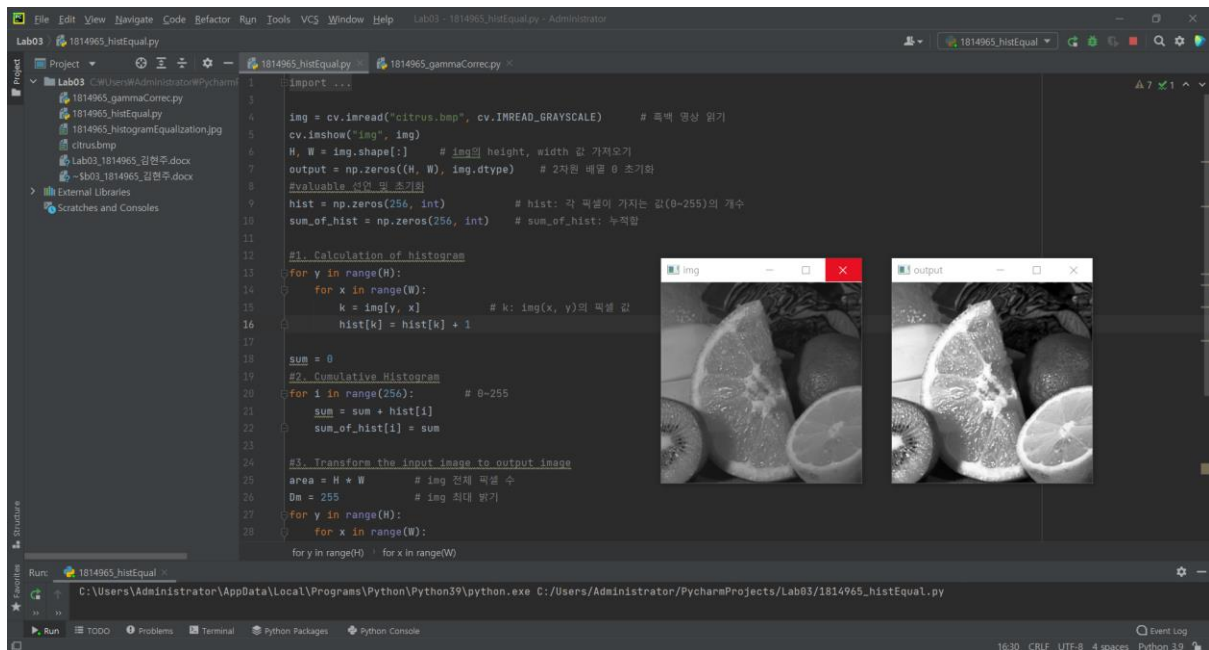 File Edit View Navigate Code Refactor Run Tools VCS Window Help Lab03 - 1814965_histEqual.py - Administrator
Lab03 1814965_histEqual.py
1814965_histEqual
Project
1814965_histEqual.py
1814965_gammaCorrec.py
Project
Lab03 C:₩Users₩Administrator₩Pycharm
1814965_gammaCorrec.py
1814965_histEqual.py
1814965_histogramEqualization.jpg
citrus.bmp
Lab03_1814965_김현주.docx
~$b03_1814965_김현주.docx
External Libraries
Scratches and Consoles
7 1
1 import ...
3
4 img = cv.imread("citrus.bmp", cv.IMREAD_GRAYSCALE) # 흑백 영상 읽기
5 cv.imshow("img", img)
6 H, W = img.shape[:] # img의 height, width 값 가져오기
7 output = np.zeros((H, W), img.dtype) # 2차원 배열 0 초기화
8 #valuable 선언 및 초기화
9 hist = np.zeros(256, int) # hist: 각 픽셀이 가지는 값(0~255)의 개수
10 sum_of_hist = np.zeros(256, int) # sum_of_hist: 누적합
11
12 #1. Calculation of histogram
13 for y in range(H):
14 for x in range(W):
15 k = img[y, x] # k: img(x, y)의 픽셀 값
16 hist[k] = hist[k] + 1
17
18 sum = 0
19 #2. Cumulative Histogram
20 for i in range(256): # 0~255
21 sum = sum + hist[i]
22 sum_of_hist[i] = sum
23
24 #3. Transform the input image to output image
25 area = H * W # img 전체 픽셀 수
26 Dm = 255 # img 최대 밝기
27 for y in range(H):
28 for x in range(W):
for y in range(H) for x in range(W)
img
output
Structure
Favorites
Run: 1814965_histEqual
C:\Users\Administrator\AppData\Local\Programs\Python\Python39\python.exe C:/Users/Administrator/PycharmProjects/Lab03/1814965_histEqual.py
Run TODO Problems Terminal Python Packages Python Console Event Log
16:30 CRLF UTF-8 4 spaces Python 3.9